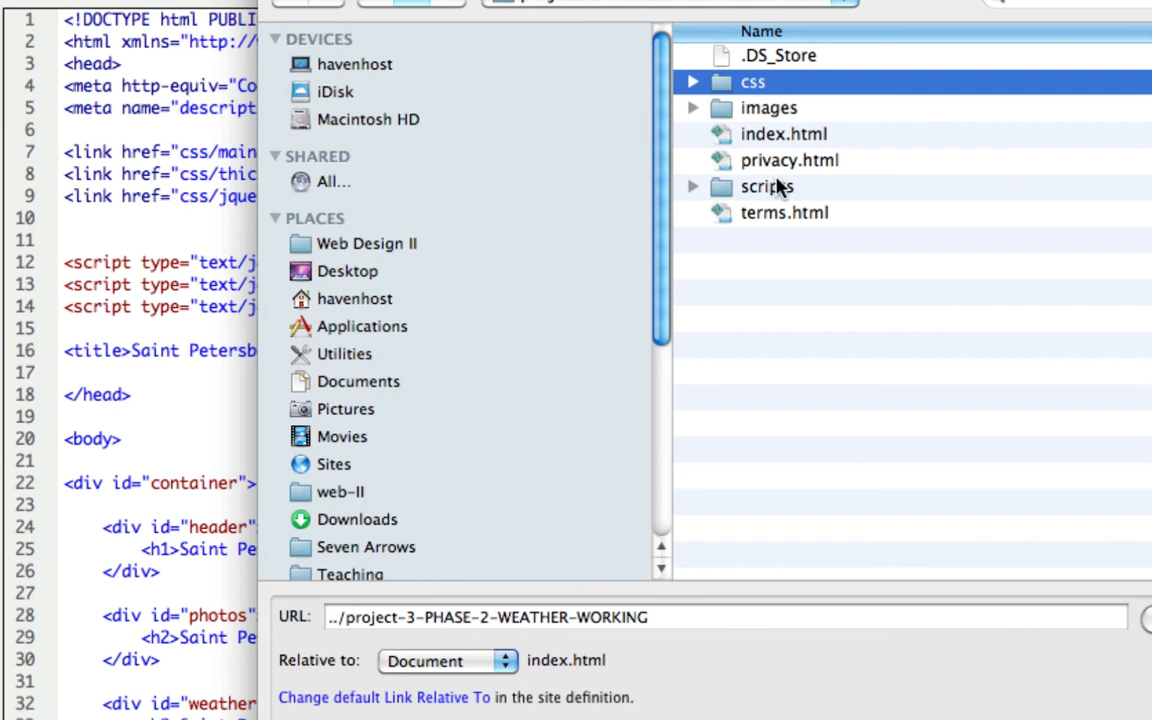 1 <!DOCTYPE html PUBLI
2 <html xmlns="http://
3 <head>
4 <meta http-equiv="Co
5 <meta name="descript
6
7 <link href="css/main
8 <link href="css/thic
9 <link href="css/jque
10
11
12 <script type="text/j
13 <script type="text/j
14 <script type="text/j
15
16 <title>Saint Petersb
17
18 </head>
19
20 <body>
21
22 <div id="container">
23
24 <div id="header"
25 <h1>Saint Pe
26 </div>
27
28 <div id="photos"
29 <h2>Saint Pe
30 </div>
31
32 <div id="weather
DEVICES
havenhost
iDisk
Macintosh HD
SHARED
All...
PLACES
Web Design II
Desktop
havenhost
Applications
Utilities
Documents
Pictures
Movies
Sites
web-II
Downloads
Seven Arrows
Teaching
Name
.DS_Store
css
images
index.html
privacy.html
scripts
terms.html
URL: ../project-3-PHASE-2-WEATHER-WORKING
Relative to: Document index.html
Change default Link Relative To in the site definition.